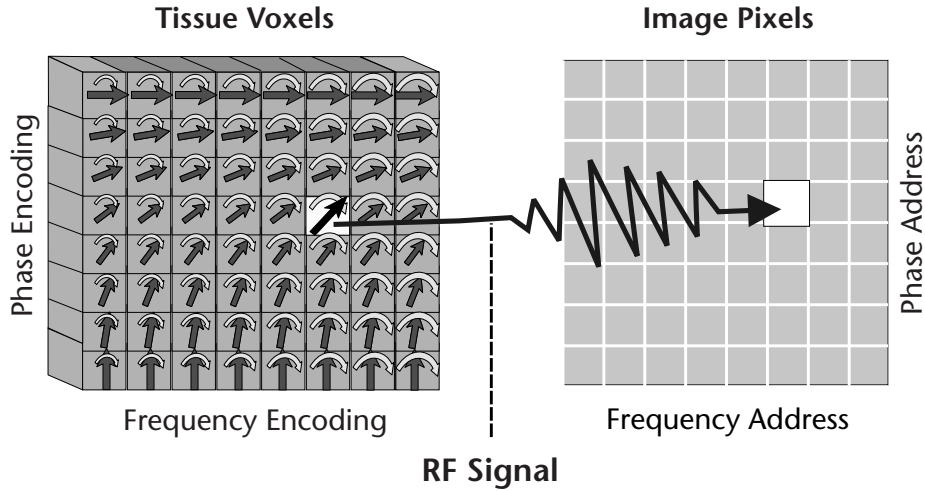 Tissue Voxels
Image Pixels
Phase Encoding
Phase Address
Frequency Encoding
Frequency Address
RF Signal